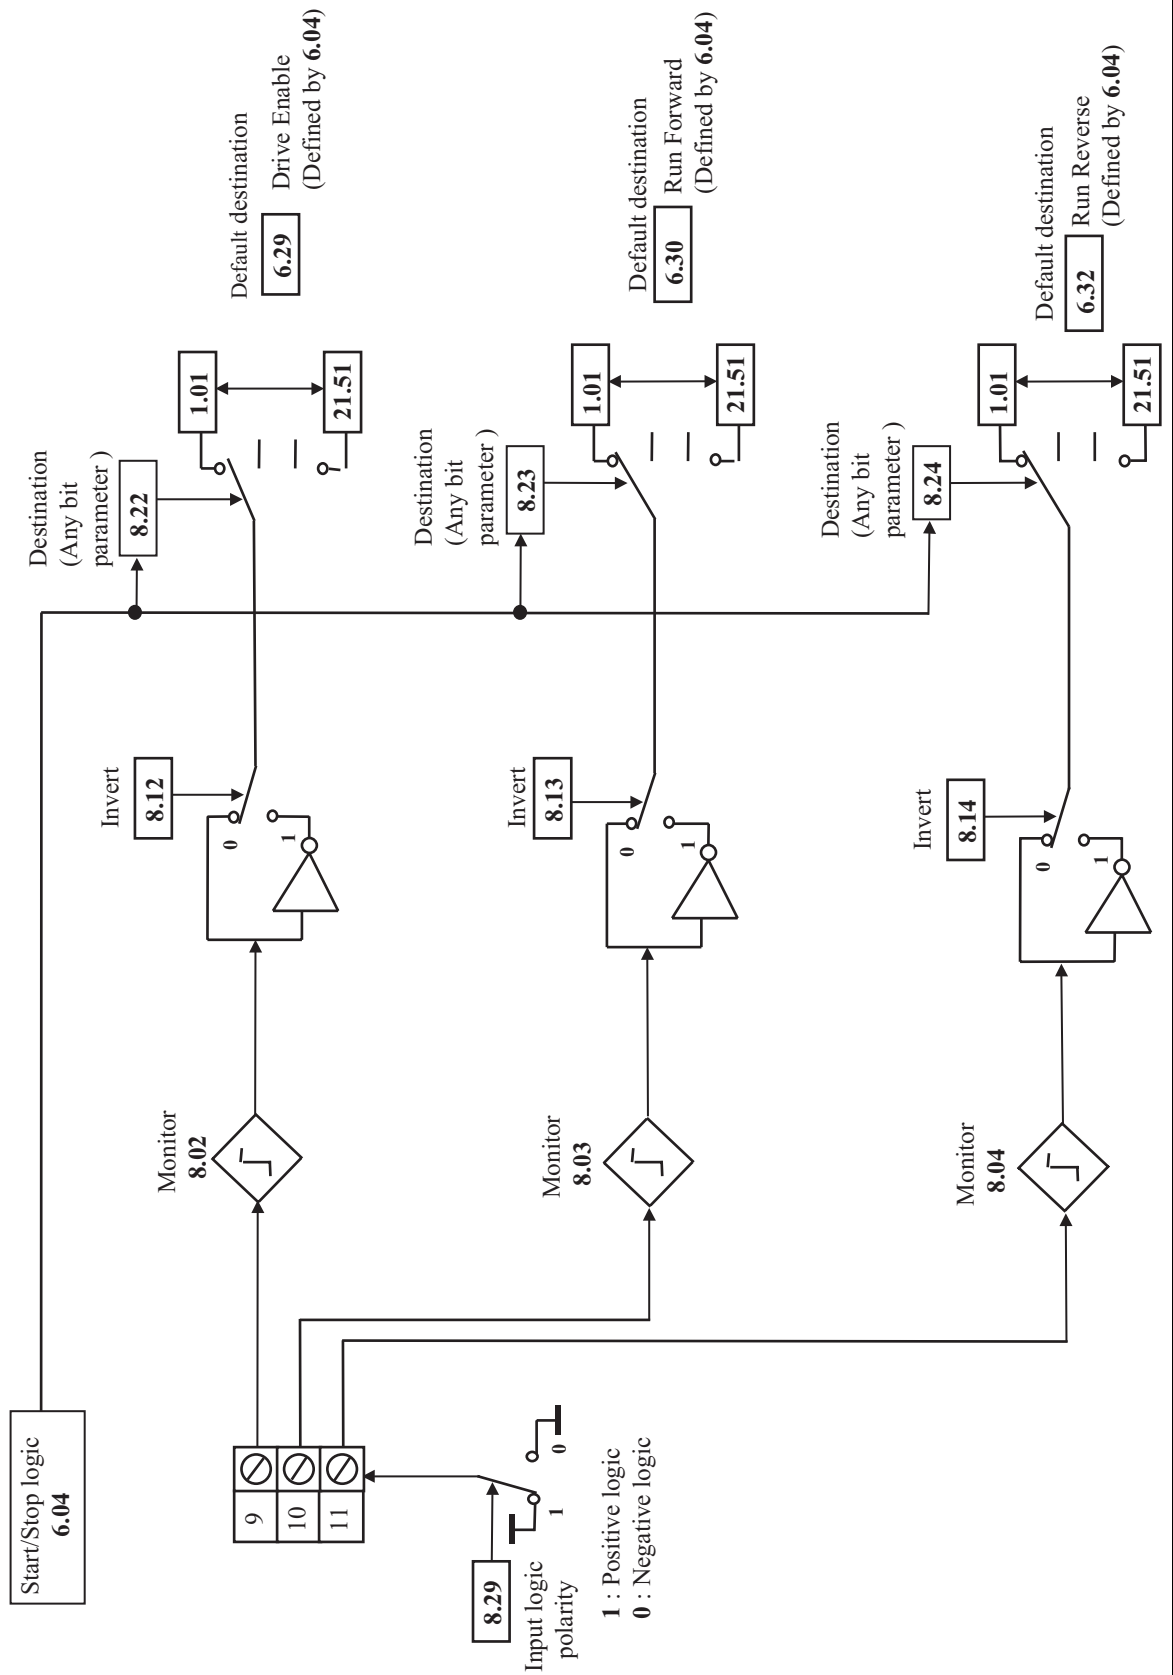 Start/Stop logic
6.04
9
10
11
8.29
Input logic
polarity
1
0
1 : Positive logic
0 : Negative logic
Monitor
8.02
Invert
8.12
0
1
Destination
(Any bit
parameter )
8.22
1.01
21.51
Default destination
6.29
Drive Enable
(Defined by 6.04)
Monitor
8.03
Invert
8.13
0
1
Destination
(Any bit
parameter )
8.23
1.01
21.51
Default destination
6.30
Run Forward
(Defined by 6.04)
Monitor
8.04
Invert
8.14
0
1
Destination
(Any bit
parameter )
8.24
1.01
21.51
Default destination
6.32
Run Reverse
(Defined by 6.04)